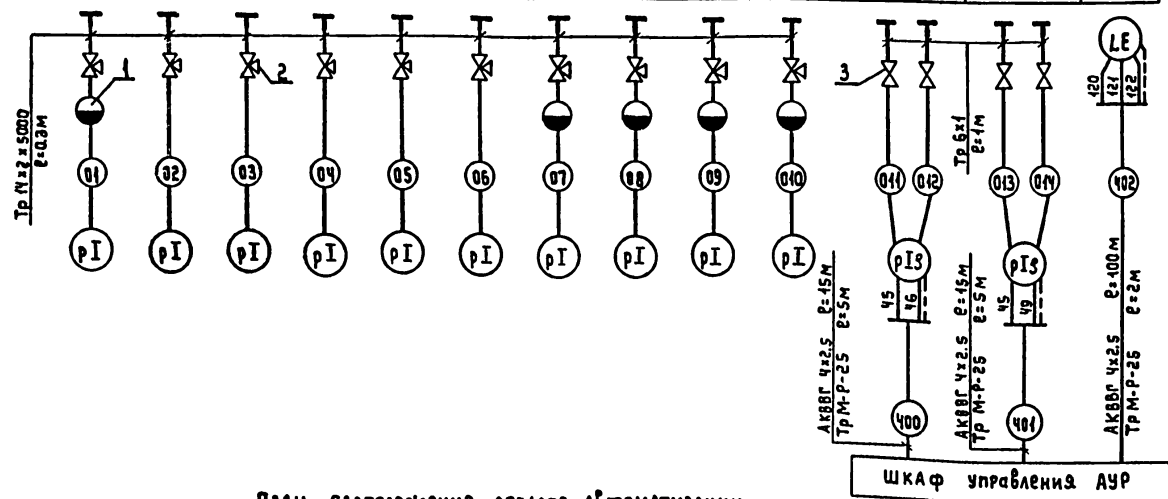 Тр 14×2×5000
ℓ=0.3м
1
2
3
LE
120
121
122
Тр 6×1
ℓ=1м
01
02
03
04
05
06
07
08
09
010
011
012
013
014
402
pI
pI
pI
pI
pI
pI
pI
pI
pI
pI
pIS
pIS
45
46
45
49
АКВВГ 4×2.5 ℓ=15м
Тр М-Р-25 ℓ=5м
АКВВГ 4×2.5 ℓ=15м
Тр М-Р-25 ℓ=5м
АКВВГ 4×2.5 ℓ=100м
Тр М-Р-25 ℓ=2м
400
401
ШКАФ управления АУР